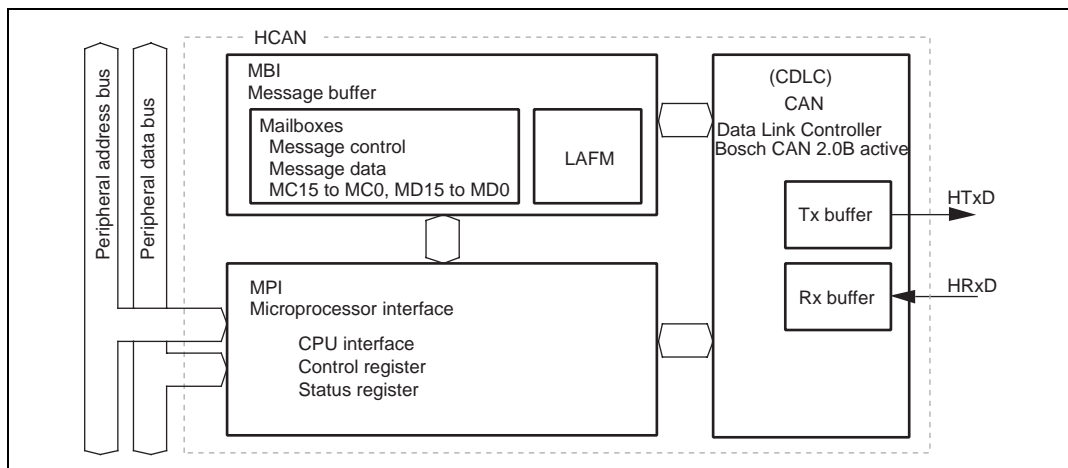 HCAN
Peripheral address bus
Peripheral data bus
MBI
Message buffer
Mailboxes
Message control
Message data
MC15 to MC0, MD15 to MD0
LAFM
MPI
Microprocessor interface
CPU interface
Control register
Status register
(CDLC)
CAN
Data Link Controller
Bosch CAN 2.0B active
Tx buffer
HTxD
Rx buffer
HRxD